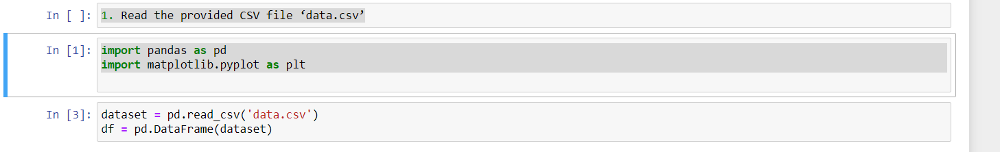 In [ ]: 1. Read the provided CSV file ‘data.csv’
In [1]: import pandas as pd
import matplotlib.pyplot as plt
In [3]: dataset = pd.read_csv('data.csv')
df = pd.DataFrame(dataset)